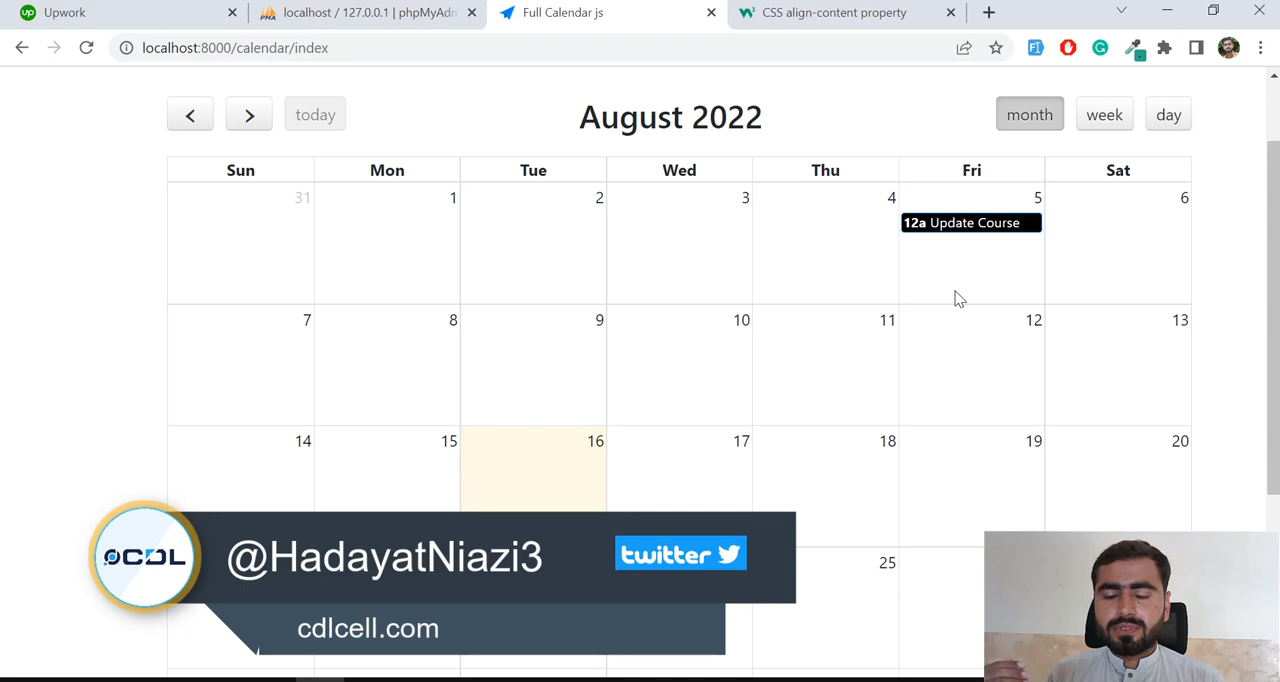 up Upwork
PMA localhost / 127.0.0.1 | phpMyAdm
Full Calendar js
W3 CSS align-content property
localhost:8000/calendar/index
today
August 2022
month week day
Sun Mon Tue Wed Thu Fri Sat
31 1 2 3 4 5 6
12a Update Course
7 8 9 10 11 12 13
14 15 16 17 18 19 20
25
CDL
@HadayatNiazi3
twitter
cdlcell.com